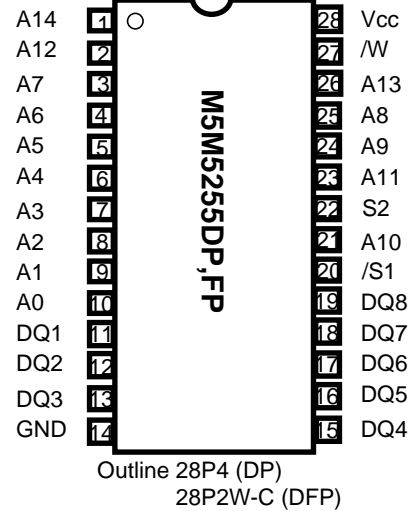 A14 1 28 Vcc
A12 2 27 /W
A7 3 26 A13
A6 4 25 A8
A5 5 24 A9
A4 6 23 A11
A3 7 22 S2
A2 8 21 A10
A1 9 20 /S1
A0 10 19 DQ8
DQ1 11 18 DQ7
DQ2 12 17 DQ6
DQ3 13 16 DQ5
GND 14 15 DQ4
M5M5255DP,FP
Outline 28P4 (DP)
28P2W-C (DFP)